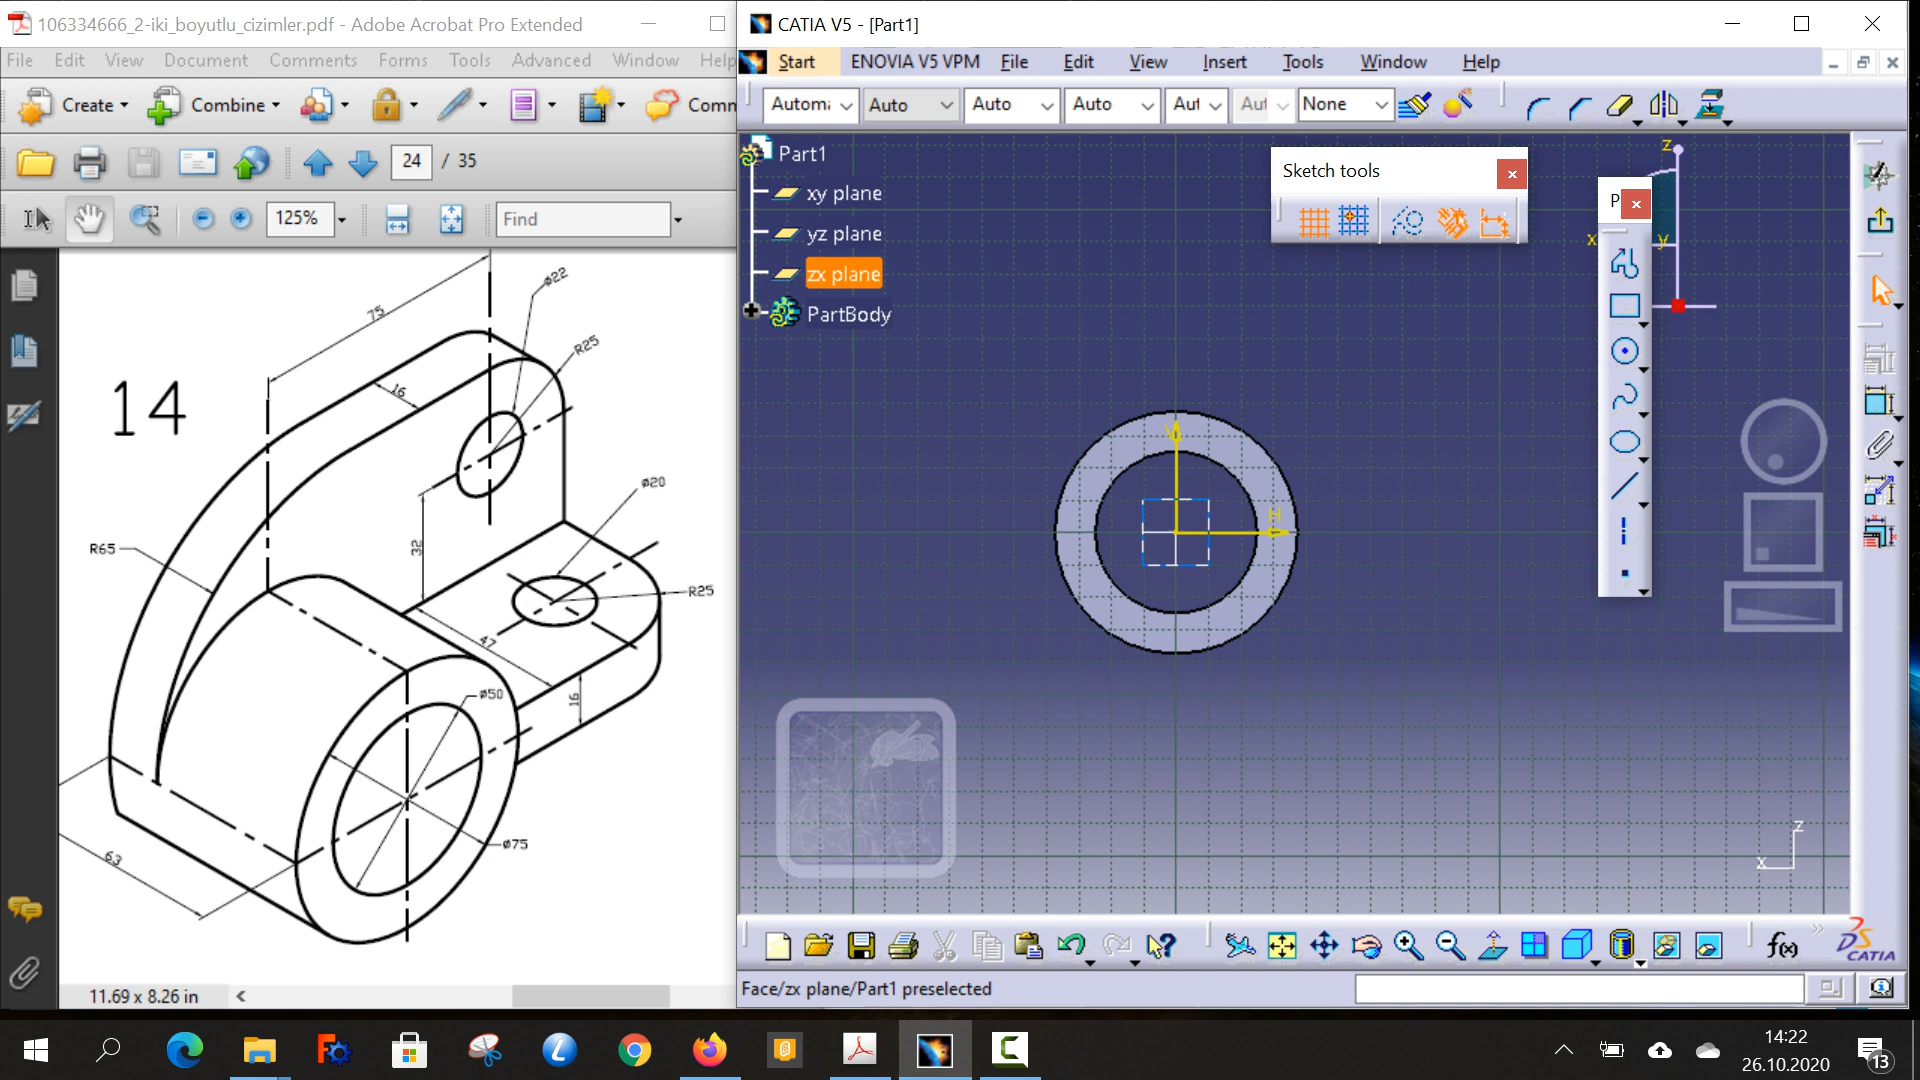 106334666_2-iki_boyutlu_cizimler.pdf - Adobe Acrobat Pro Extended
File Edit View Document Comments Forms Tools Advanced Window Help
Create Combine Comm
24 / 35
125% Find
75
ø22
R25
16
14
ø20
R65
32
R25
47
ø50
16
ø75
63
11.69 x 8.26 in
CATIA V5 - [Part1]
Start ENOVIA V5 VPM File Edit View Insert Tools Window Help
Auto Auto Auto Aut Aut None
Part1
xy plane
yz plane
zx plane
PartBody
Sketch tools
P
z
x y
V
H
z
x
f(x)
DS CATIA
Face/zx plane/Part1 preselected
14:22
26.10.2020
13